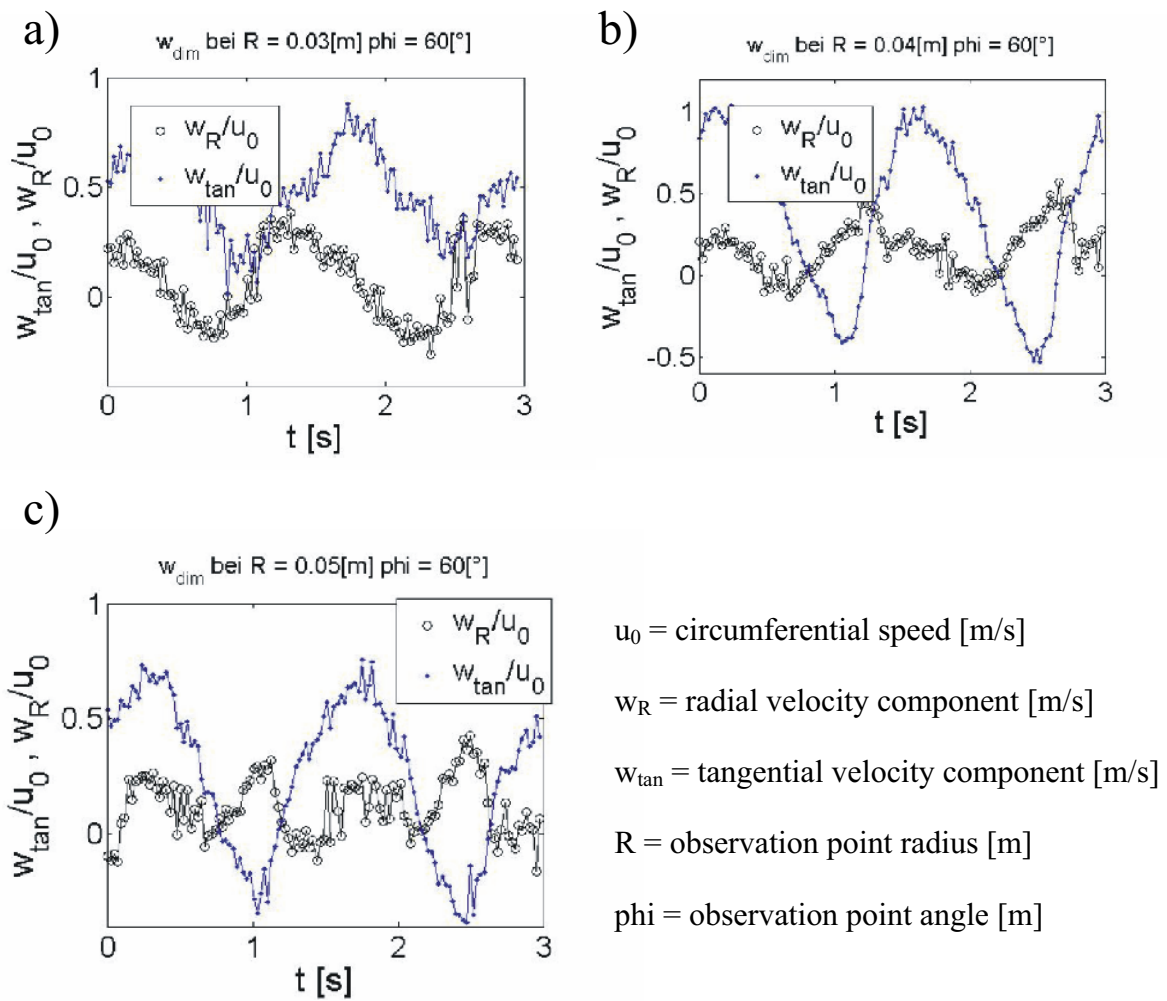 a)
w_dim bei R = 0.03[m] phi = 60[°]
w_tan/u_0 , w_R/u_0
1
0.5
0
w_R/u_0
w_tan/u_0
0 1 2 3
t [s]
b)
w_dim bei R = 0.04[m] phi = 60[°]
w_tan/u_0 , w_R/u_0
1
0.5
0
-0.5
w_R/u_0
w_tan/u_0
0 1 2 3
t [s]
c)
w_dim bei R = 0.05[m] phi = 60[°]
w_tan/u_0 , w_R/u_0
1
0.5
0
w_R/u_0
w_tan/u_0
0 1 2 3
t [s]
u₀ = circumferential speed [m/s]
w_R = radial velocity component [m/s]
w_tan = tangential velocity component [m/s]
R = observation point radius [m]
phi = observation point angle [m]